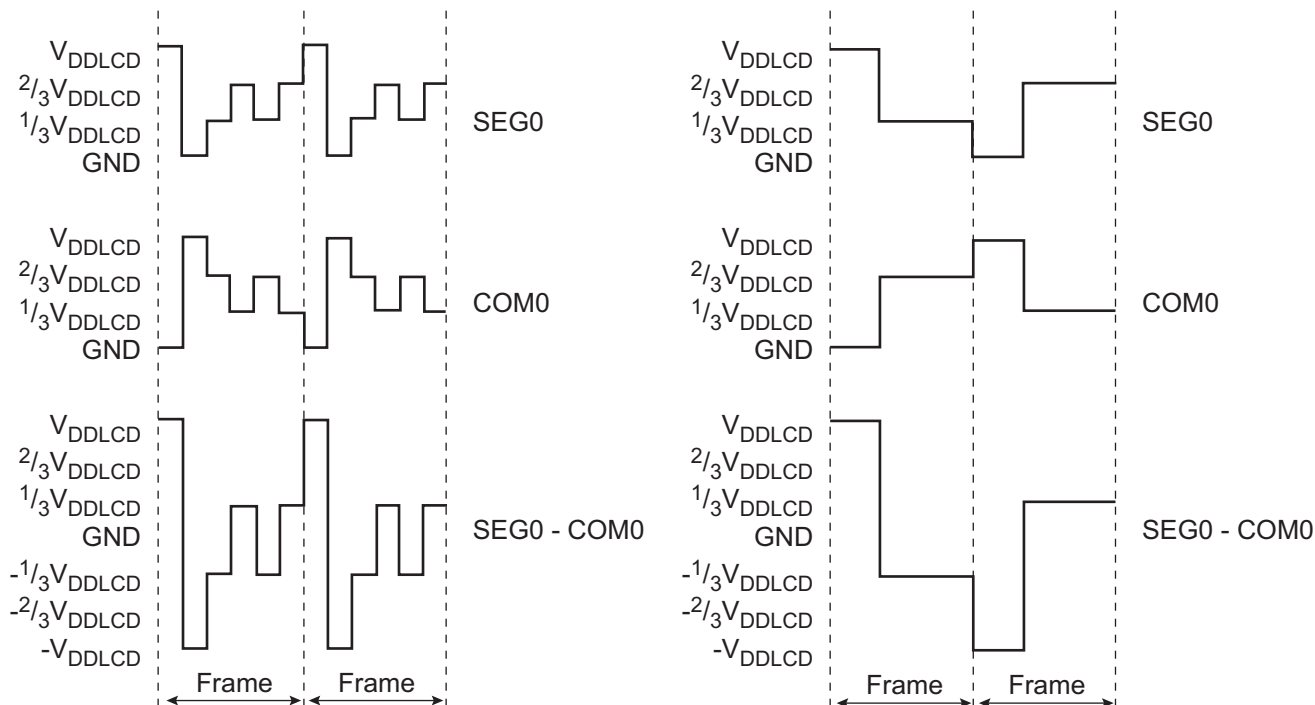 V_DDLCD
2/3V_DDLCD
1/3V_DDLCD
GND
SEG0
V_DDLCD
2/3V_DDLCD
1/3V_DDLCD
GND
COM0
V_DDLCD
2/3V_DDLCD
1/3V_DDLCD
GND
-1/3V_DDLCD
-2/3V_DDLCD
-V_DDLCD
SEG0 - COM0
Frame
Frame
V_DDLCD
2/3V_DDLCD
1/3V_DDLCD
GND
SEG0
V_DDLCD
2/3V_DDLCD
1/3V_DDLCD
GND
COM0
V_DDLCD
2/3V_DDLCD
1/3V_DDLCD
GND
-1/3V_DDLCD
-2/3V_DDLCD
-V_DDLCD
SEG0 - COM0
Frame
Frame